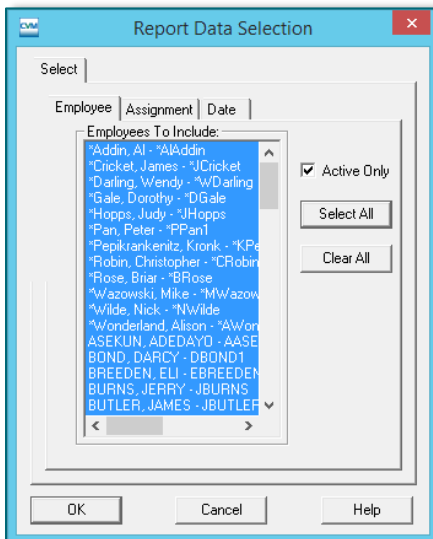 CVM
Report Data Selection
Select
Employee Assignment Date
Employees To Include:
*Addin, Al - *AlAddin
*Cricket, James - *JCricket
*Darling, Wendy - *WDarling
*Gale, Dorothy - *DGale
*Hopps, Judy - *JHopps
*Pan, Peter - *PPan1
*Pepikrankenitz, Kronk - *KPe
*Robin, Christopher - *CRobin
*Rose, Briar - *BRose
*Wazowski, Mike - *MWazow
*Wilde, Nick - *NWilde
*Wonderland, Alison - *AWon
ASEKUN, ADEDAYO - AASE
BOND, DARCY - DBOND1
BREEDEN, ELI - EBREEDEN
BURNS, JERRY - JBURNS
BUTLER, JAMES - JBUTLER
Active Only
Select All
Clear All
OK Cancel Help